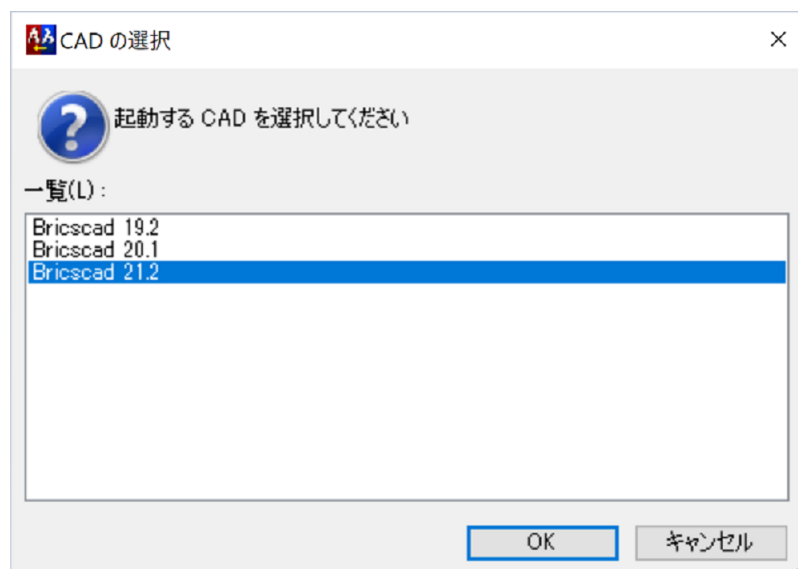 CAD の選択
起動する CAD を選択してください
一覧(L) :
Bricscad 19.2
Bricscad 20.1
Bricscad 21.2
OK
キャンセル